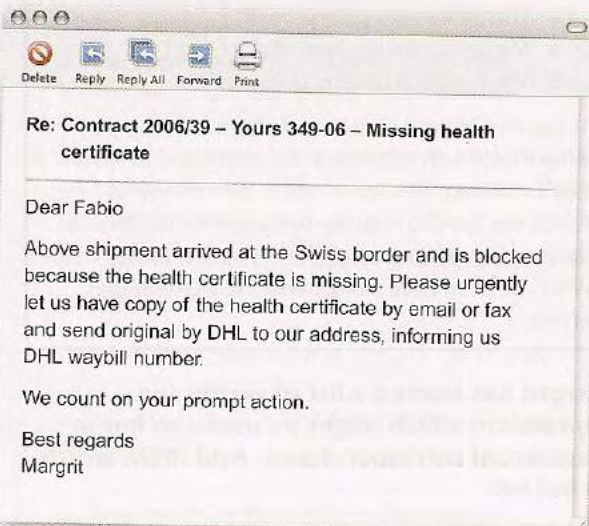 Delete Reply Reply All Forward Print
Re: Contract 2006/39 – Yours 349-06 – Missing health
certificate
Dear Fabio
Above shipment arrived at the Swiss border and is blocked
because the health certificate is missing. Please urgently
let us have copy of the health certificate by email or fax
and send original by DHL to our address, informing us
DHL waybill number.
We count on your prompt action.
Best regards
Margrit